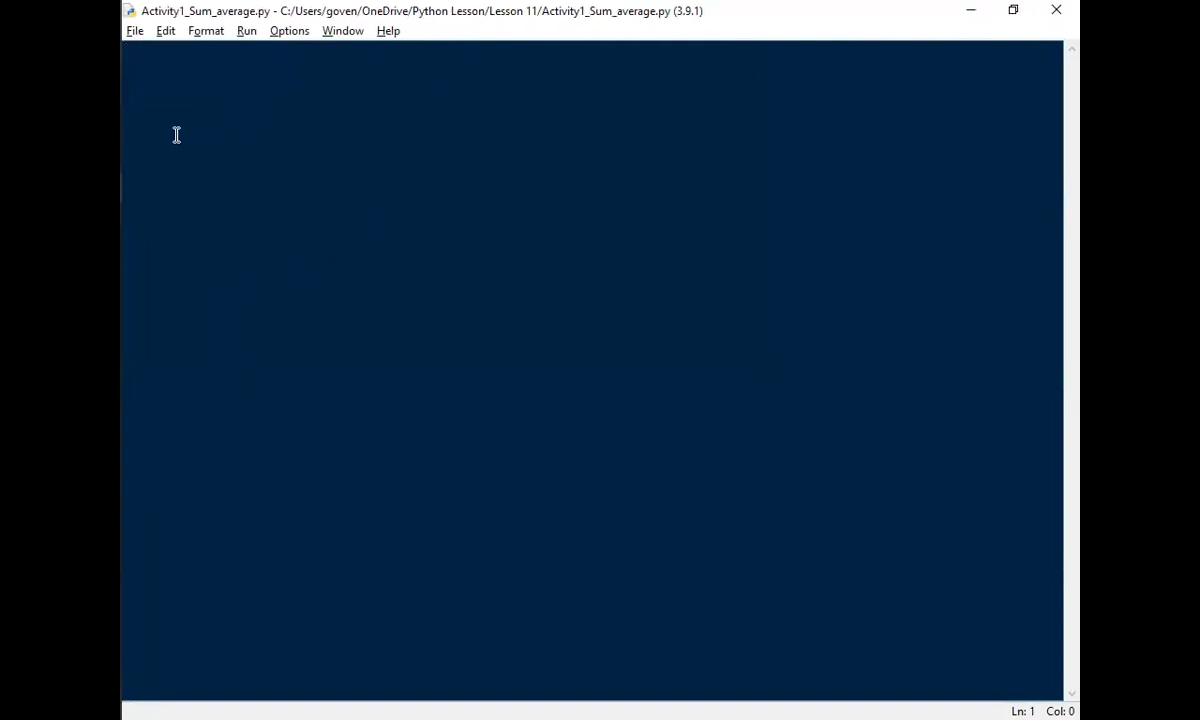 Activity1_Sum_average.py - C:/Users/goven/OneDrive/Python Lesson/Lesson 11/Activity1_Sum_average.py (3.9.1)
File Edit Format Run Options Window Help
Ln: 1 Col: 0